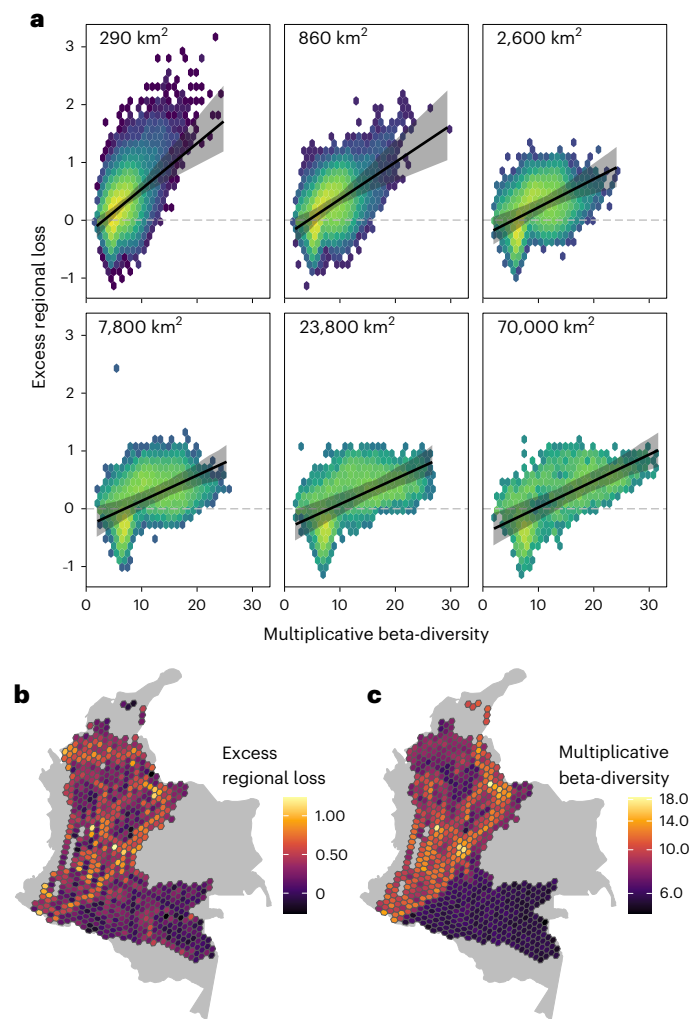 a
290 km²
860 km²
2,600 km²
3
2
1
0
−1
7,800 km²
23,800 km²
70,000 km²
3
2
1
0
-1
Excess regional loss
0 10 20 30
0 10 20 30
0 10 20 30
Multiplicative beta-diversity
b
Excess
regional loss
1.00
0.50
0
c
Multiplicative
beta-diversity
18.0
14.0
10.0
6.0